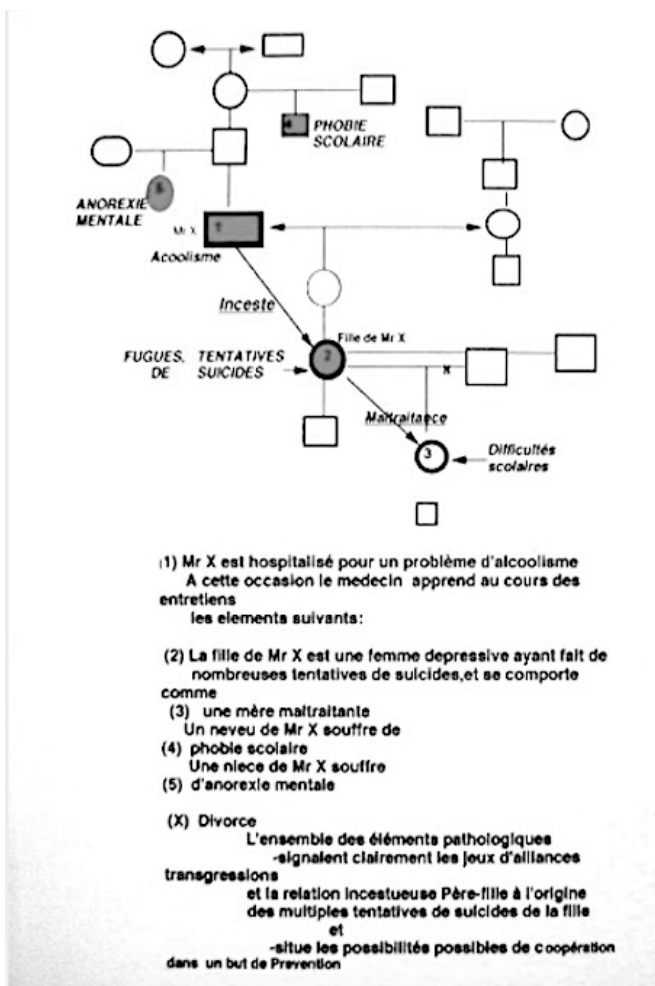 4
PHOBIE
SCOLAIRE
5
ANOREXIE
MENTALE
Mr X
1
Acoolisme
Inceste
Fille de Mr X
2
FUGUES, TENTATIVES
DE SUICIDES
x
Maltraitance
3
Difficultés
scolaires
(1) Mr X est hospitalisé pour un problème d'alcoolisme
A cette occasion le medecin apprend au cours des
entretiens
les elements suivants:
(2) La fille de Mr X est une femme depressive ayant fait de
nombreuses tentatives de suicides,et se comporte
comme
(3) une mère maltraitante
Un neveu de Mr X souffre de
(4) phobie scolaire
Une niece de Mr X souffre
(5) d'anorexie mentale
(X) Divorce
L'ensemble des éléments pathologiques
-signalent clairement les jeux d'alliances
transgressions
et la relation incestueuse Père-fille à l'origine
des multiples tentatives de suicides de la fille
et
-situe les possibilités possibles de coopération
dans un but de Prevention